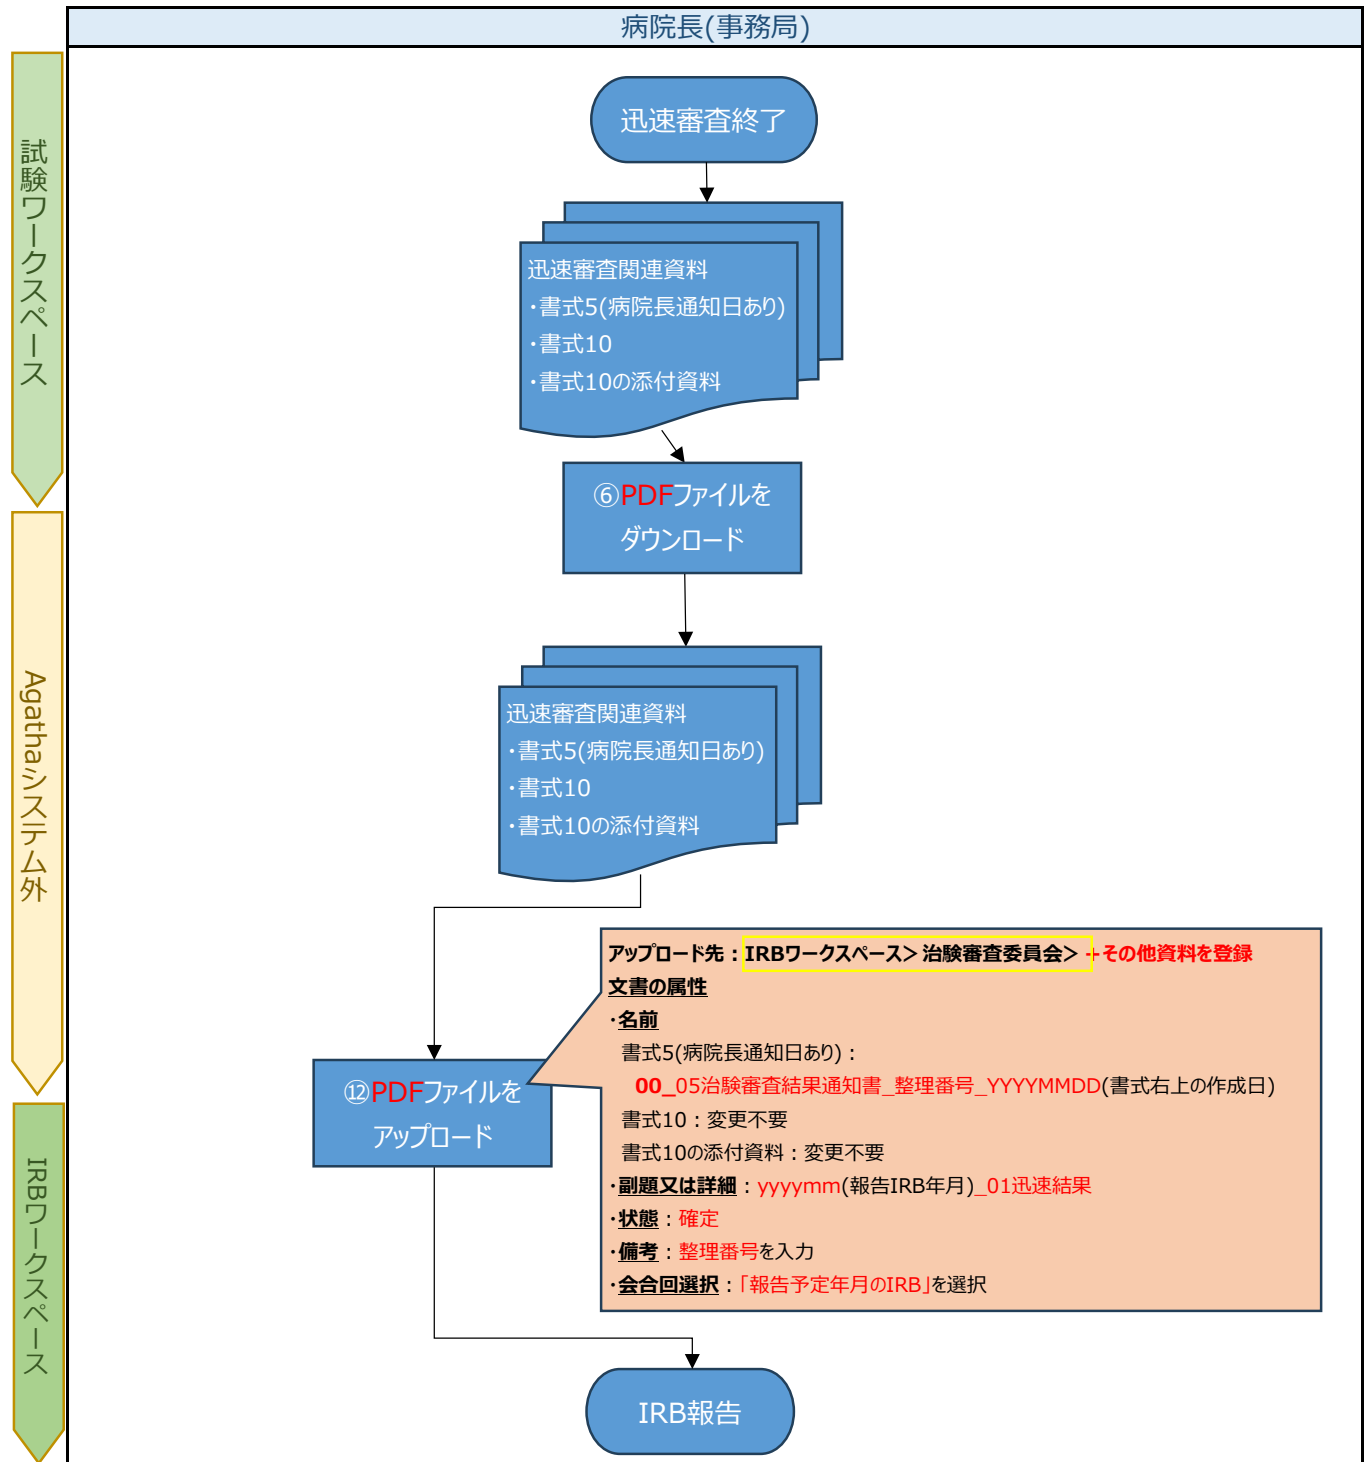 病院長(事務局)
試験ワークスペース
迅速審査終了
迅速審査関連資料
・書式5(病院長通知日あり)
・書式10
・書式10の添付資料
⑥PDFファイルを
ダウンロード
Agathaシステム外
迅速審査関連資料
・書式5(病院長通知日あり)
・書式10
・書式10の添付資料
アップロード先：IRBワークスペース＞治験審査委員会＞+その他資料を登録
文書の属性
・名前
書式5(病院長通知日あり)：
00_05治験審査結果通知書_整理番号_YYYYMMDD(書式右上の作成日)
書式10：変更不要
書式10の添付資料：変更不要
・副題又は詳細：yyyymm(報告IRB年月)_01迅速結果
・状態：確定
・備考：整理番号を入力
・会合回選択：「報告予定年月のIRB」を選択
⑫PDFファイルを
アップロード
IRBワークスペース
IRB報告